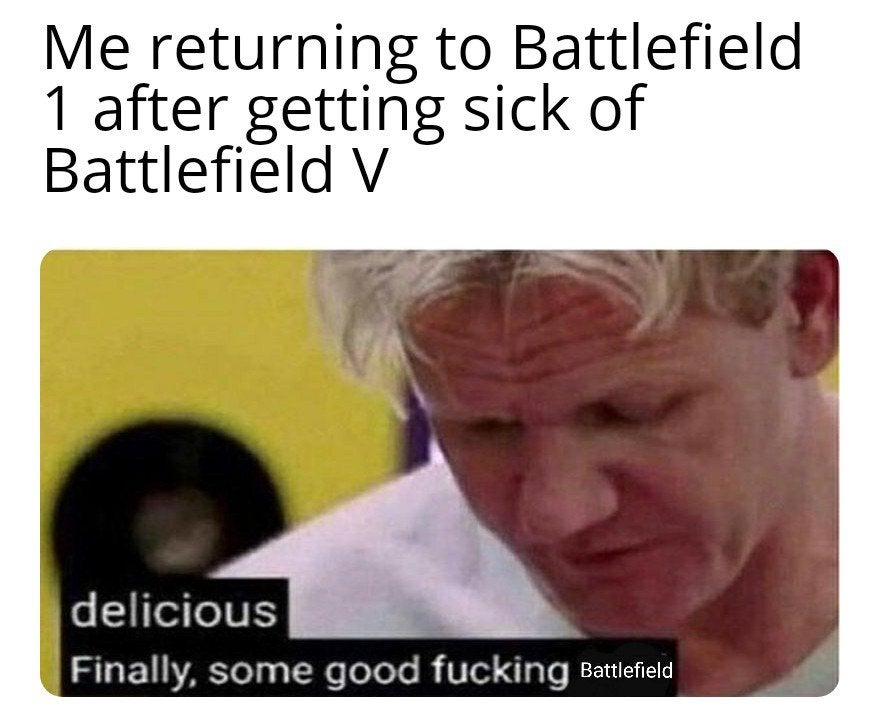 Me returning to Battlefield
1 after getting sick of
Battlefield V
delicious
Finally, some good fucking Battlefield